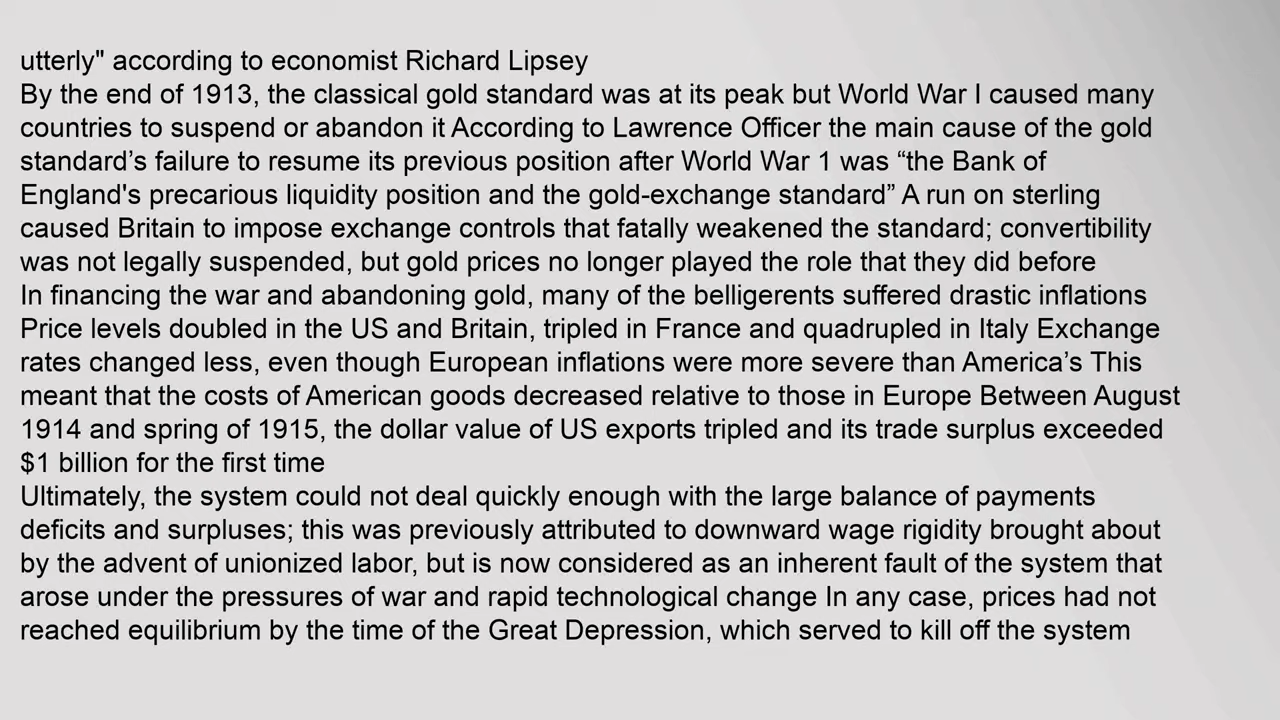 utterly" according to economist Richard Lipsey
By the end of 1913, the classical gold standard was at its peak but World War I caused many
countries to suspend or abandon it According to Lawrence Officer the main cause of the gold
standard’s failure to resume its previous position after World War 1 was “the Bank of
England's precarious liquidity position and the gold-exchange standard” A run on sterling
caused Britain to impose exchange controls that fatally weakened the standard; convertibility
was not legally suspended, but gold prices no longer played the role that they did before
In financing the war and abandoning gold, many of the belligerents suffered drastic inflations
Price levels doubled in the US and Britain, tripled in France and quadrupled in Italy Exchange
rates changed less, even though European inflations were more severe than America’s This
meant that the costs of American goods decreased relative to those in Europe Between August
1914 and spring of 1915, the dollar value of US exports tripled and its trade surplus exceeded
$1 billion for the first time
Ultimately, the system could not deal quickly enough with the large balance of payments
deficits and surpluses; this was previously attributed to downward wage rigidity brought about
by the advent of unionized labor, but is now considered as an inherent fault of the system that
arose under the pressures of war and rapid technological change In any case, prices had not
reached equilibrium by the time of the Great Depression, which served to kill off the system